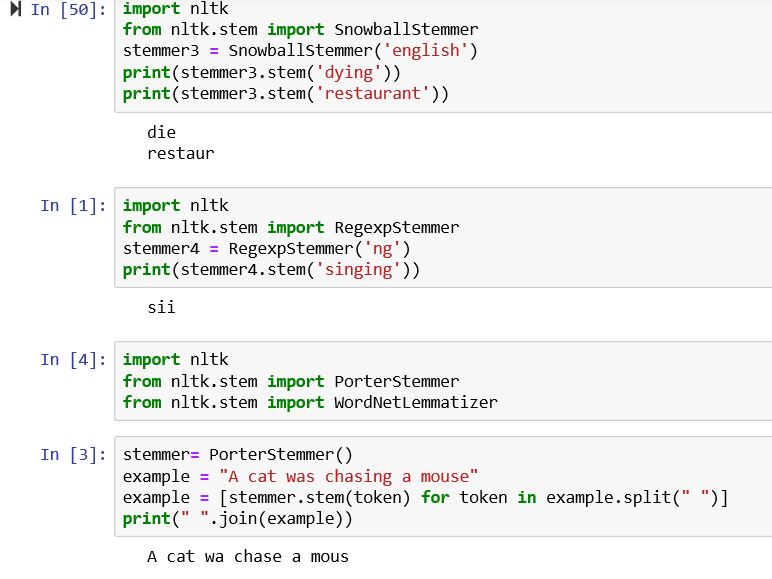 In [50]: import nltk
from nltk.stem import SnowballStemmer
stemmer3 = SnowballStemmer('english')
print(stemmer3.stem('dying'))
print(stemmer3.stem('restaurant'))
die
restaur
In [1]: import nltk
from nltk.stem import RegexpStemmer
stemmer4 = RegexpStemmer('ng')
print(stemmer4.stem('singing'))
sii
In [4]: import nltk
from nltk.stem import PorterStemmer
from nltk.stem import WordNetLemmatizer
In [3]: stemmer= PorterStemmer()
example = "A cat was chasing a mouse"
example = [stemmer.stem(token) for token in example.split(" ")]
print(" ".join(example))
A cat wa chase a mous